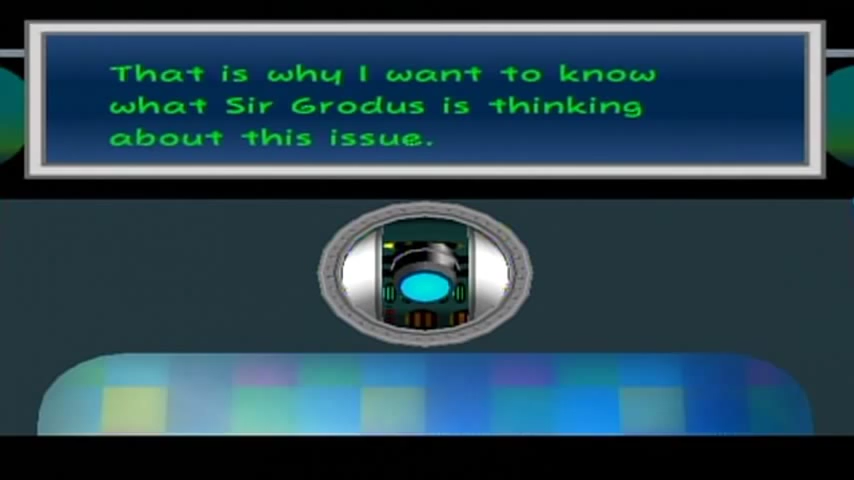 That is why I want to know
what Sir Grodus is thinking
about this issue.